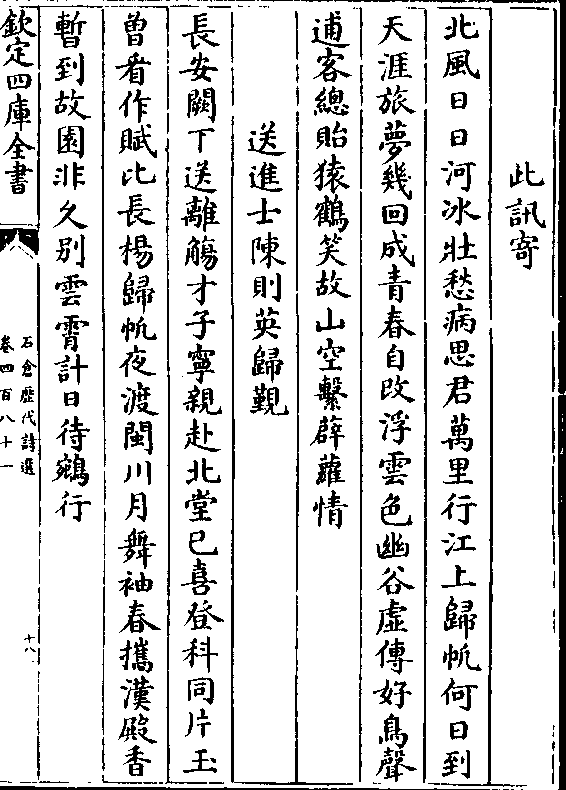 此訊寄
北風日日河冰壯愁病思君萬里行江上歸帆何日到
天涯旅夢幾回成青春自改浮雲色幽谷虛傳好鳥聲
逋客總貽猿鶴笑故山空繫薜蘿情
送進士陳則英歸覲
長安闕下送離觴才子寧親赴北堂已喜登科同片玉
曾看作賦比長楊歸帆夜渡閩川月舞袖春攜漢殿香
暫到故園非久別雲霄計日待鵷行
欽定四庫全書
石倉歷代詩選
卷四百八十一
十八